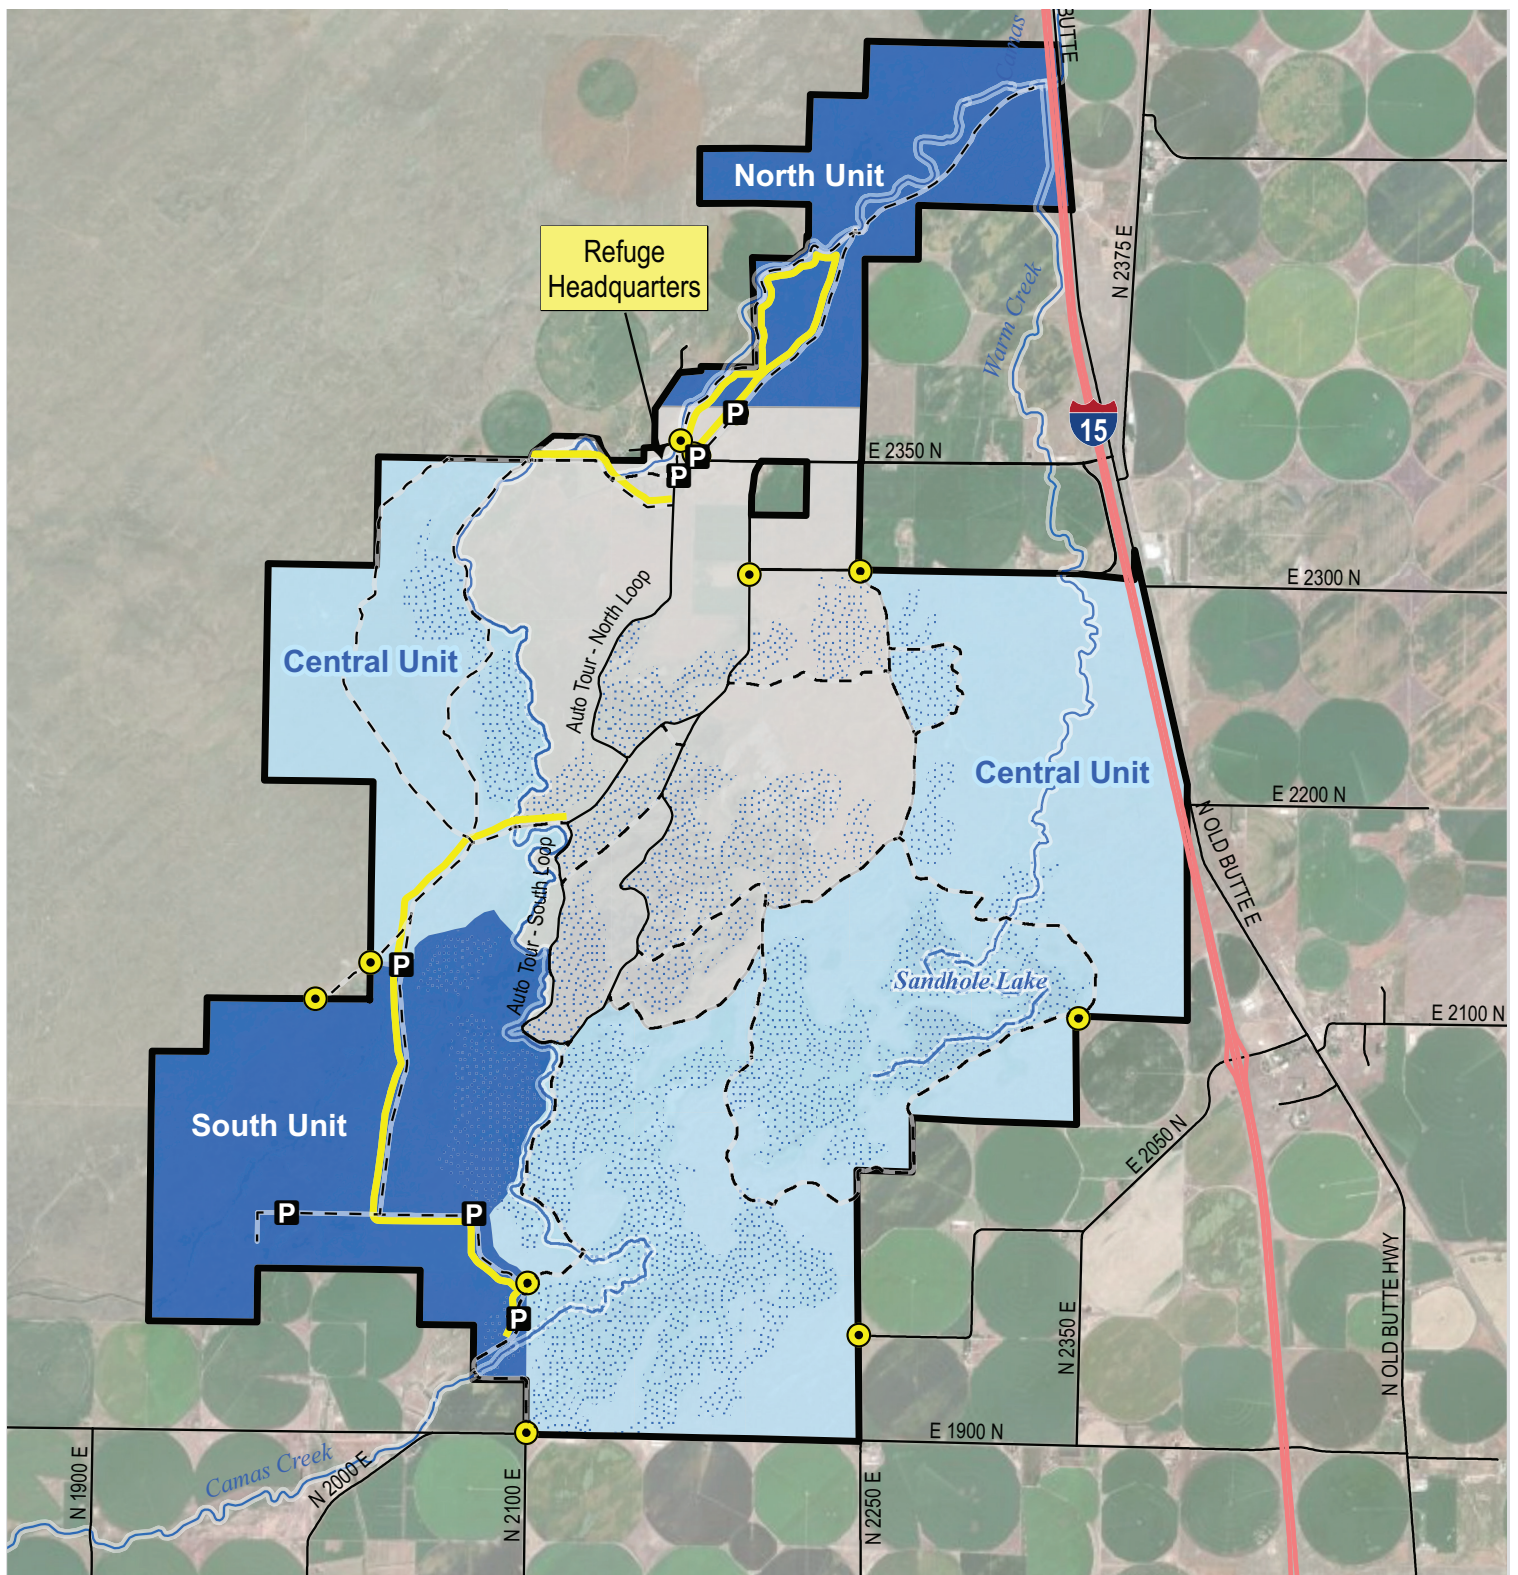 BUTTE
Camas
North Unit
Refuge
Headquarters
N 2375 E
Warm Creek
P
15
E 2350 N
P
P
E 2300 N
Auto Tour - North Loop
Central Unit
Central Unit
E 2200 N
N OLD BUTTE E
Auto Tour - South Loop
P
Sandhole Lake
E 2100 N
South Unit
E 2050 N
P
P
P
N 2350 E
N OLD BUTTE HWY
E 1900 N
Camas Creek
N 1900 E
N 2000 E
N 2100 E
N 2250 E